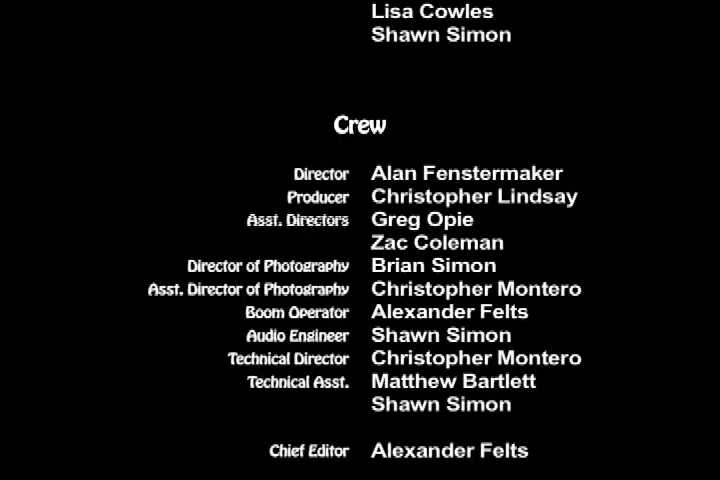 Lisa Cowles
Shawn Simon
Crew
Director Alan Fenstermaker
Producer Christopher Lindsay
Asst. Directors Greg Opie
Zac Coleman
Director of Photography Brian Simon
Asst. Director of Photography Christopher Montero
Boom Operator Alexander Felts
Audio Engineer Shawn Simon
Technical Director Christopher Montero
Technical Asst. Matthew Bartlett
Shawn Simon
Chief Editor Alexander Felts